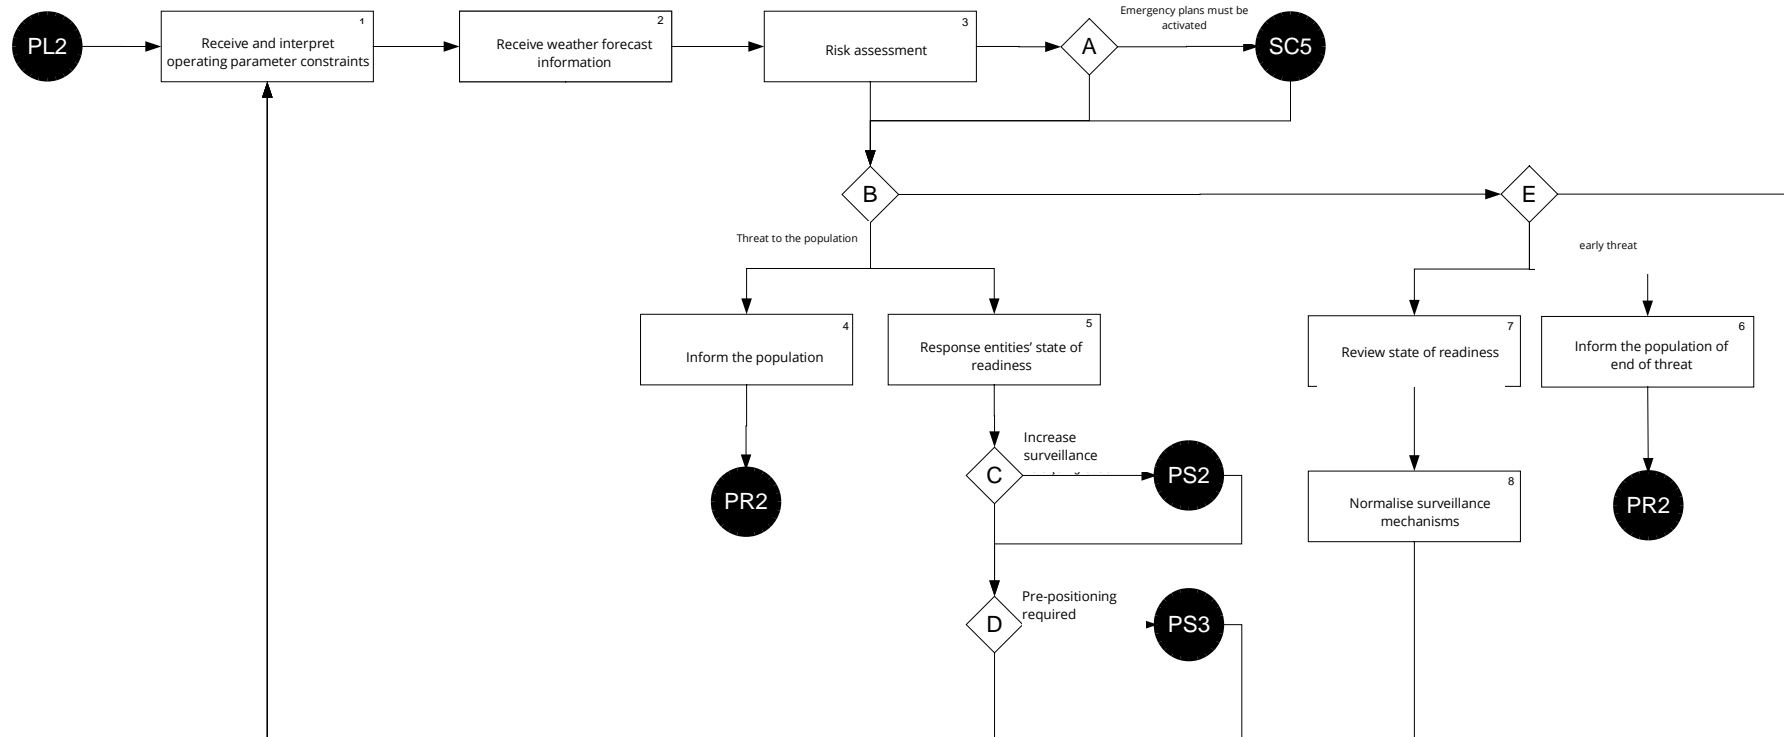 PL2
1
Receive and interpret
operating parameter constraints
2
Receive weather forecast
information
3
Risk assessment
A
Emergency plans must be
activated
SC5
B
E
Threat to the population
early threat
4
Inform the population
5
Response entities’ state of
readiness
7
Review state of readiness
6
Inform the population of
end of threat
PR2
C
Increase
surveillance
PS2
8
Normalise surveillance
mechanisms
PR2
D
Pre-positioning
required
PS3